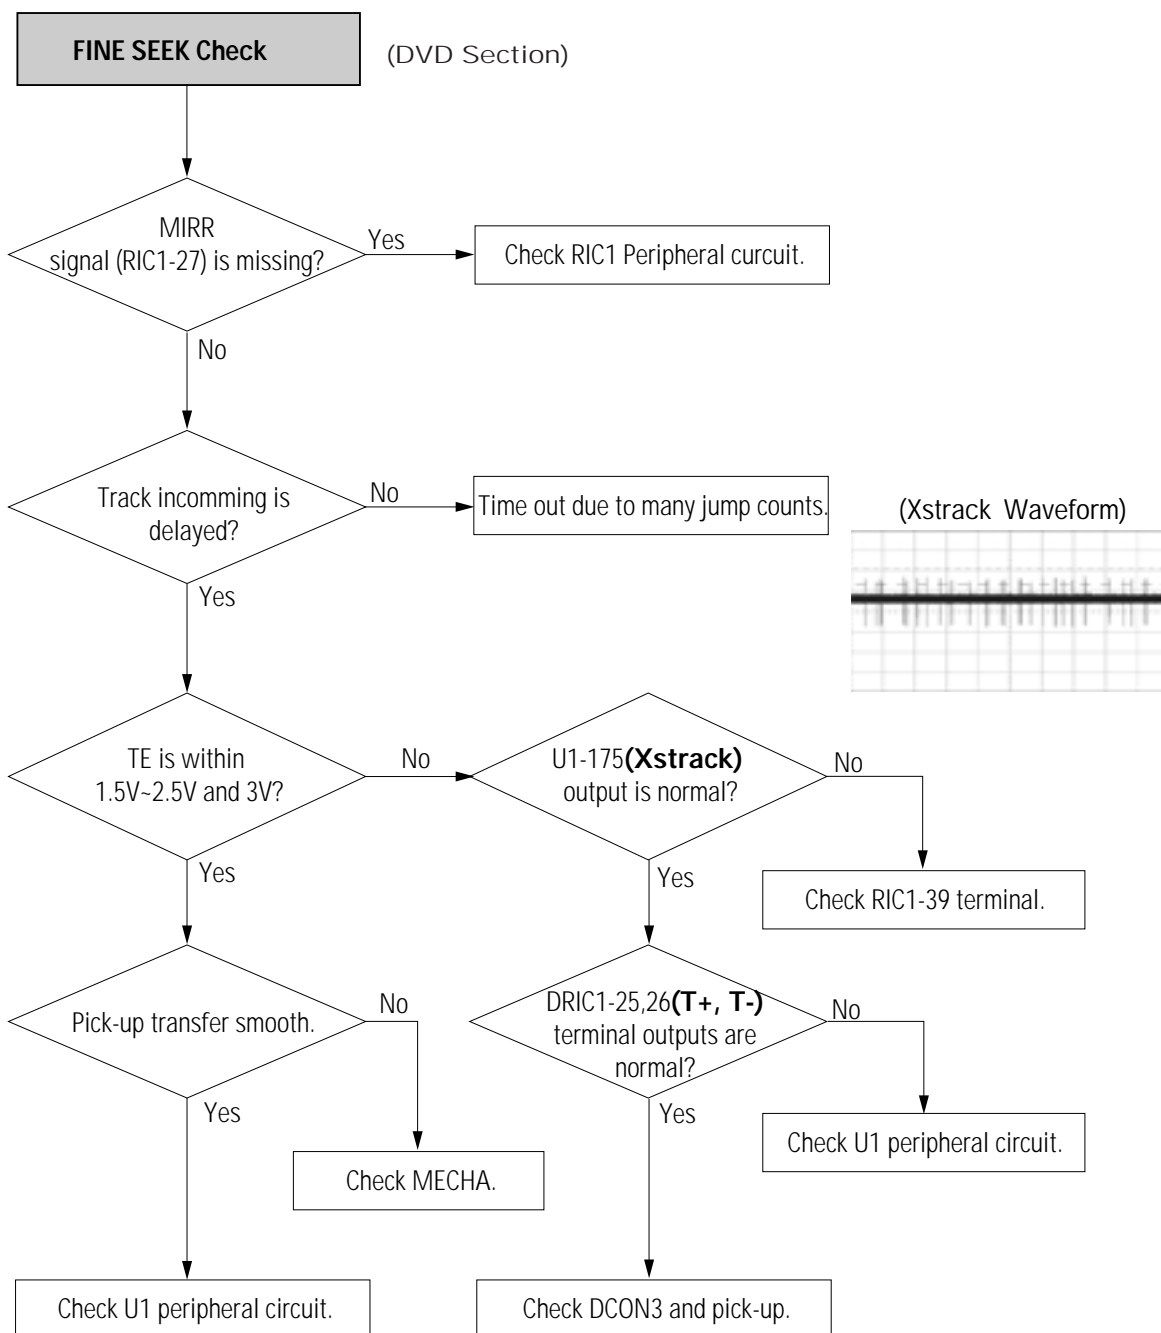 FINE SEEK Check
(DVD Section)
MIRR
signal (RIC1-27) is missing?
Yes
Check RIC1 Peripheral curcuit.
No
Track incomming is
delayed?
No
Time out due to many jump counts.
(Xstrack Waveform)
Yes
TE is within
1.5V~2.5V and 3V?
No
U1-175(Xstrack)
output is normal?
No
Yes
Yes
Check RIC1-39 terminal.
Pick-up transfer smooth.
No
DRIC1-25,26(T+, T-)
terminal outputs are
normal?
No
Yes
Yes
Check U1 peripheral circuit.
Check MECHA.
Check U1 peripheral circuit.
Check DCON3 and pick-up.